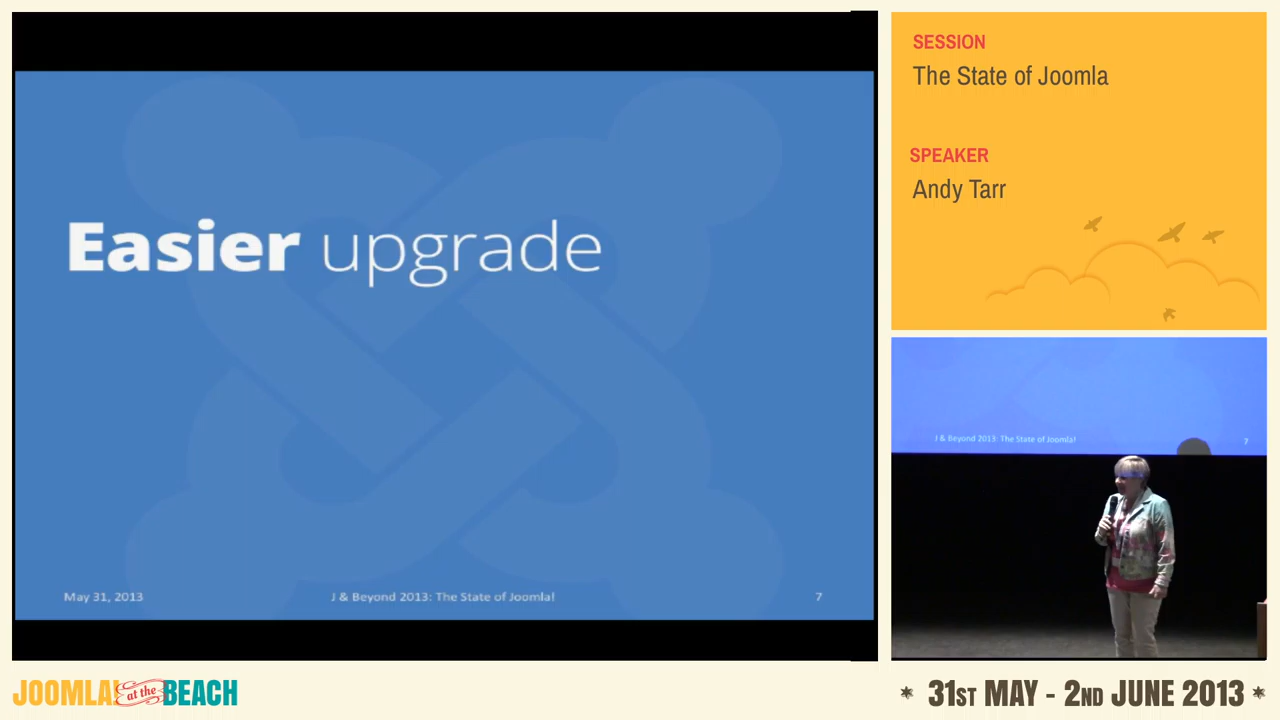 Easier upgrade
May 31, 2013
J & Beyond 2013: The State of Joomla!
7
SESSION
The State of Joomla
SPEAKER
Andy Tarr
J & Beyond 2013: The State of Joomla!
7
JOOMLA! at the BEACH
* 31ST MAY - 2ND JUNE 2013 *